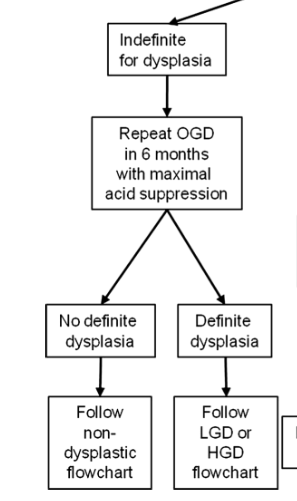 Indefinite
for dysplasia
Repeat OGD
in 6 months
with maximal
acid suppression
No definite
dysplasia
Definite
dysplasia
Follow
non-
dysplastic
flowchart
Follow
LGD or
HGD
flowchart